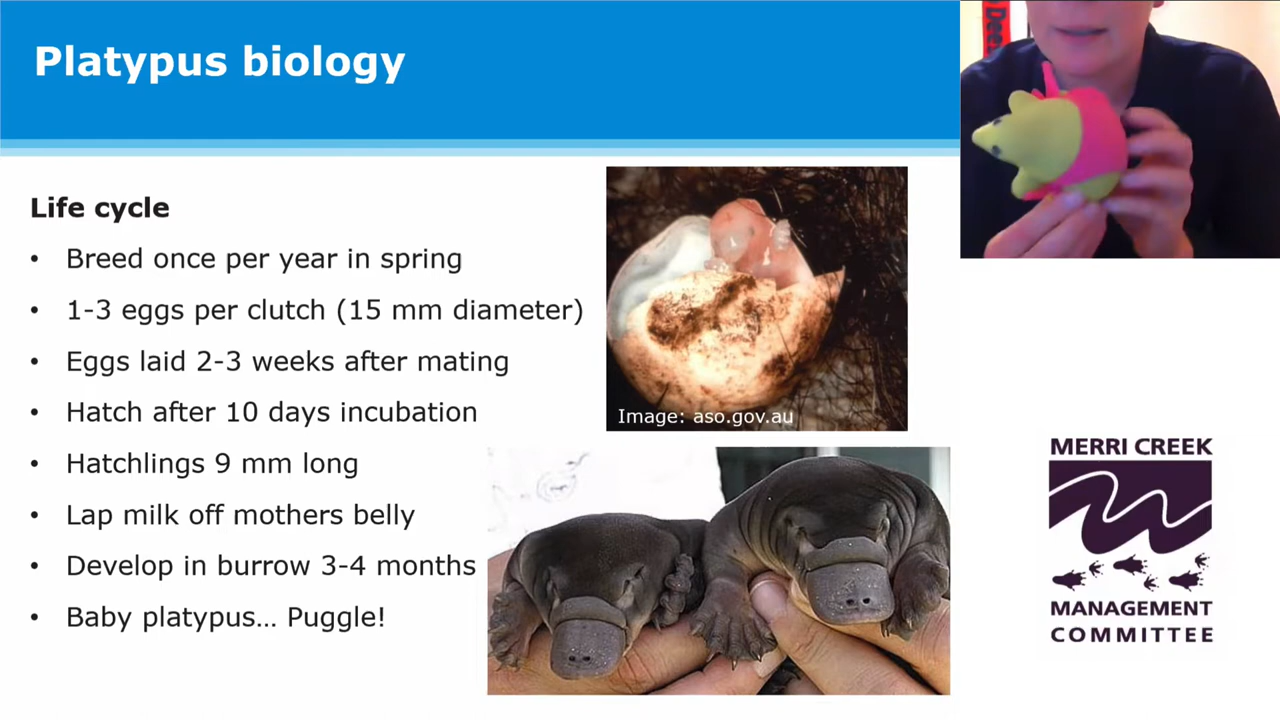 Platypus biology
Life cycle
• Breed once per year in spring
• 1-3 eggs per clutch (15 mm diameter)
• Eggs laid 2-3 weeks after mating
• Hatch after 10 days incubation
• Hatchlings 9 mm long
• Lap milk off mothers belly
• Develop in burrow 3-4 months
• Baby platypus... Puggle!
Image: aso.gov.au
MERRI CREEK
MANAGEMENT
COMMITTEE